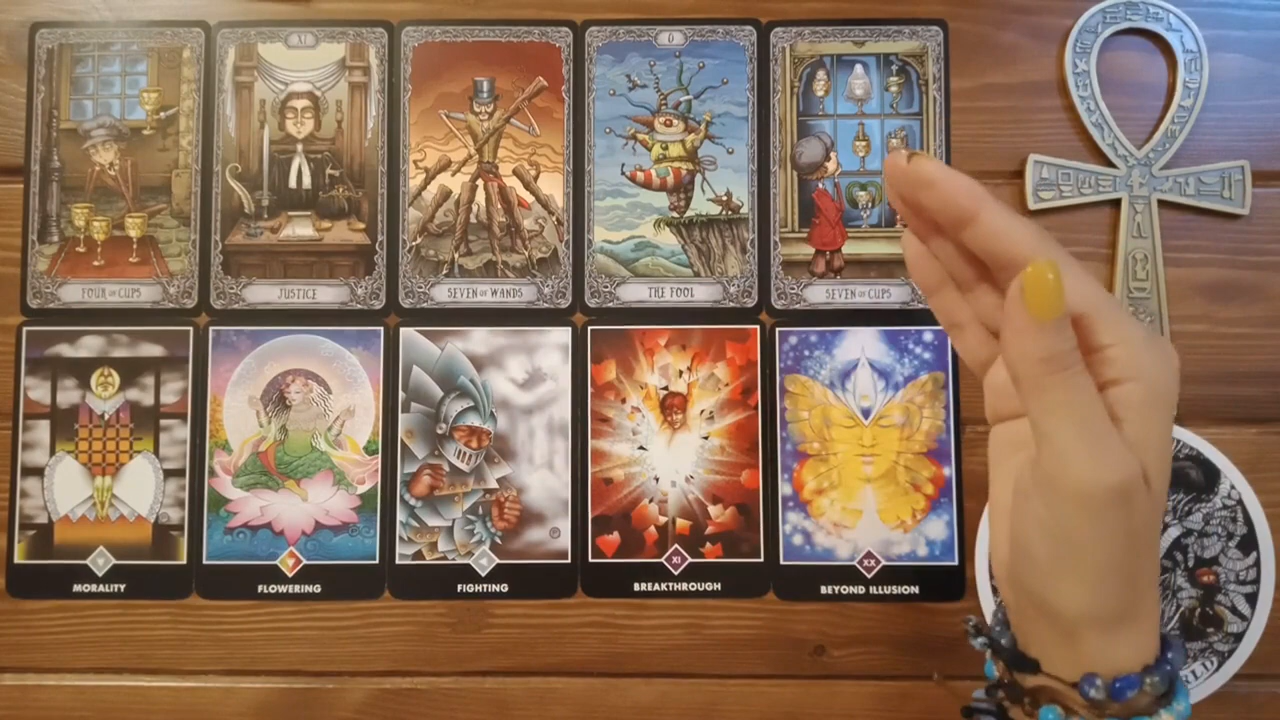 XI
0
FOUR OF CUPS
JUSTICE
SEVEN OF WANDS
THE FOOL
SEVEN OF CUPS
XI
XX
MORALITY
FLOWERING
FIGHTING
BREAKTHROUGH
BEYOND ILLUSION